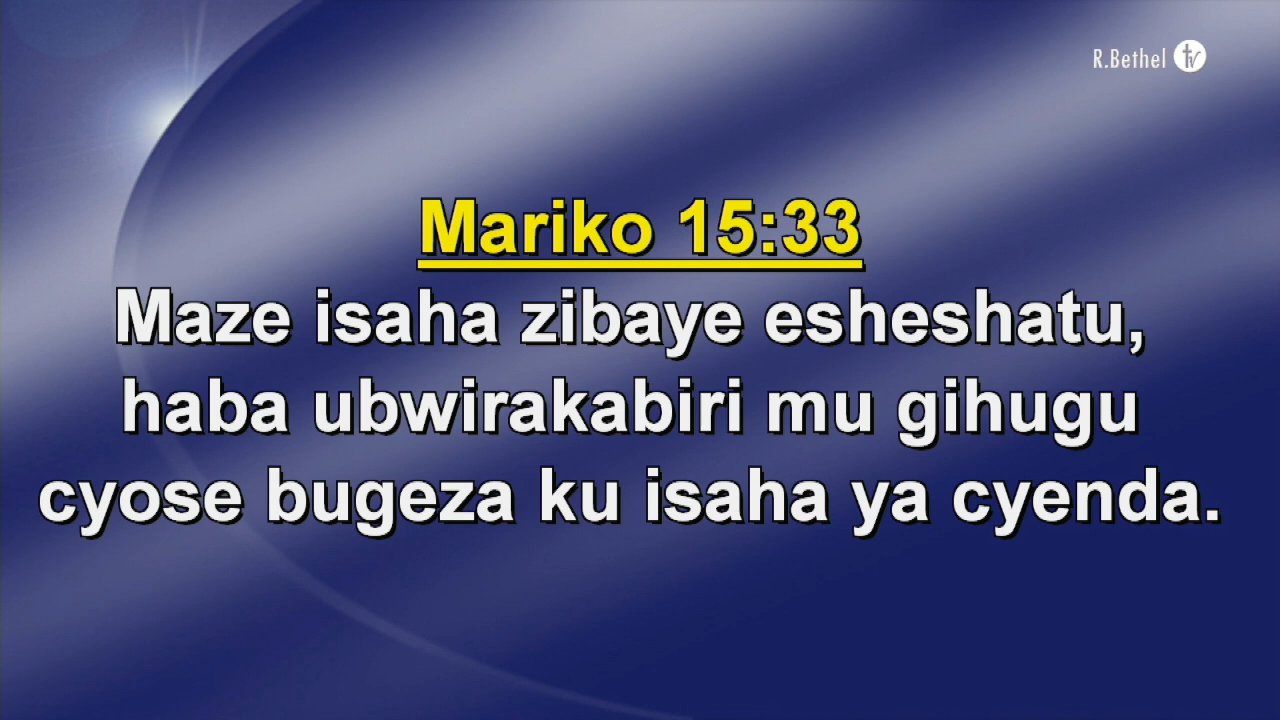 R.Bethel tv
Mariko 15:33
Maze isaha zibaye esheshatu,
haba ubwirakabiri mu gihugu
cyose bugeza ku isaha ya cyenda.